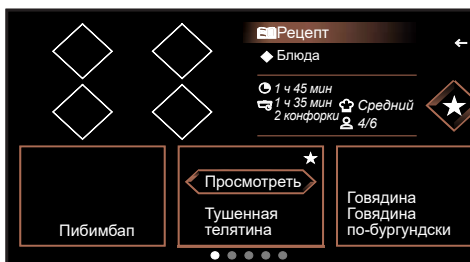 Рецепт
Блюда
1 ч 45 мин
1 ч 35 мин
2 конфорки
Средний
4/6
Пибимбап
Просмотреть
Тушенная
телятина
Говядина
Говядина
по-бургундски